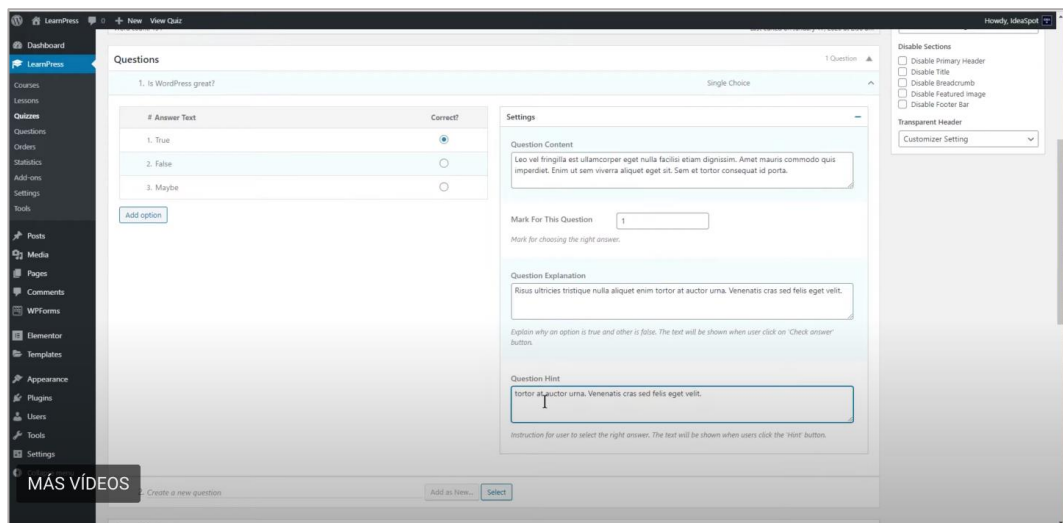 LearnPress 0 + New View Quiz Howdy, IdeaSpot
Dashboard
LearnPress
Courses
Lessons
Quizzes
Questions
Orders
Statistics
Add-ons
Settings
Tools
Posts
Media
Pages
Comments
WPForms
Elementor
Templates
Appearance
Plugins
Users
Tools
Settings
MÁS VÍDEOS
Questions 1 Question
1. Is WordPress great? Single Choice
# Answer Text Correct?
1. True
2. False
3. Maybe
Add option
Settings
Question Content
Leo vel fringilla est ullamcorper eget nulla facilisi etiam dignissim. Amet mauris commodo quis
imperdiet. Enim ut sem viverra aliquet eget sit. Sem et tortor consequat id porta.
Mark For This Question 1
Mark for choosing the right answer.
Question Explanation
Risus ultricies tristique nulla aliquet enim tortor at auctor urna. Venenatis cras sed felis eget velit.
Explain why an option is true and other is false. The text will be shown when user click on 'Check answer'
button.
Question Hint
tortor at auctor urna. Venenatis cras sed felis eget velit.
Instruction for user to select the right answer. The text will be shown when users click the 'Hint' button.
Create a new question Add as New... Select
Disable Sections
Disable Primary Header
Disable Title
Disable Breadcrumb
Disable Featured Image
Disable Footer Bar
Transparent Header
Customizer Setting